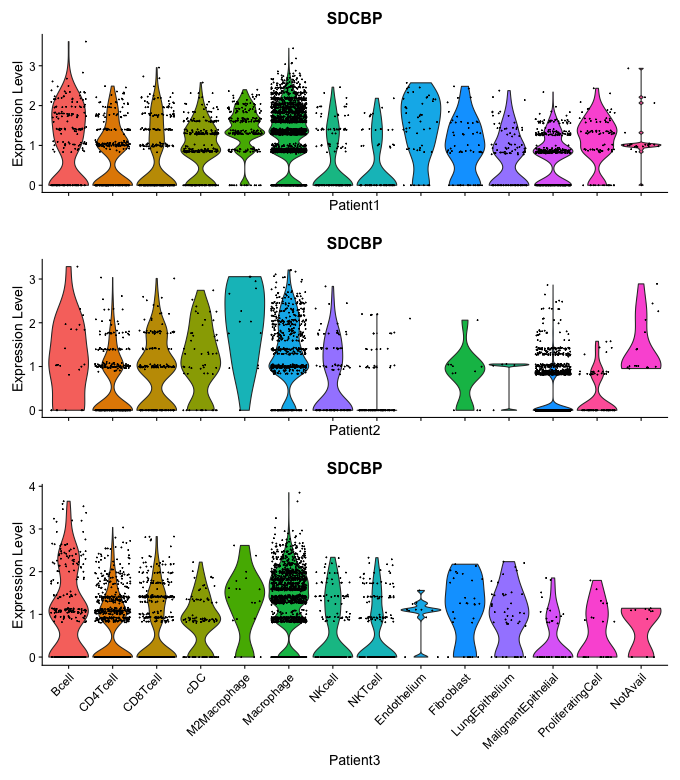 SDCBP
Expression Level
3
2
1
0
Patient1
SDCBP
Expression Level
3
2
1
0
Patient2
SDCBP
Expression Level
4
3
2
1
0
Bcell
CD4Tcell
CD8Tcell
cDC
M2Macrophage
Macrophage
NKcell
NKTcell
Endothelium
Fibroblast
LungEpithelium
MalignantEpithelial
ProliferatingCell
NotAvail
Patient3